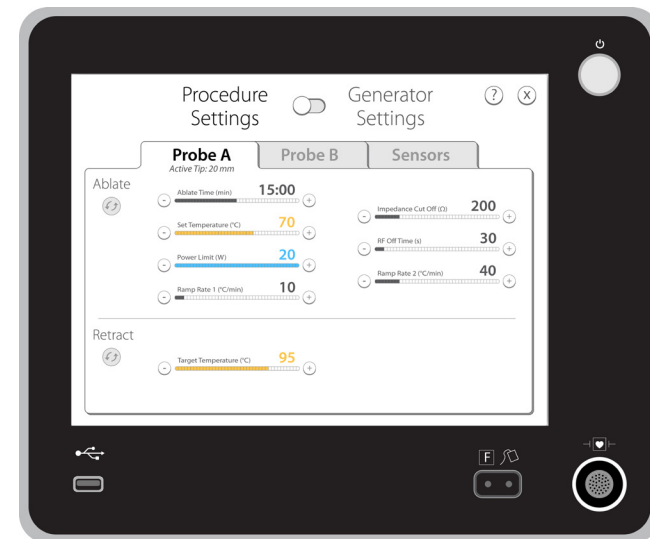 Procedure Settings
Generator Settings
?
X
Probe A
Active Tip: 20 mm
Probe B
Sensors
Ablate
Ablate Time (min) 15:00
- +
Set Temperature (°C) 70
- +
Power Limit (W) 20
- +
Ramp Rate 1 (°C/min) 10
- +
Impedance Cut Off (Ω) 200
- +
RF Off Time (s) 30
- +
Ramp Rate 2 (°C/min) 40
- +
Retract
Target Temperature (°C) 95
- +
F